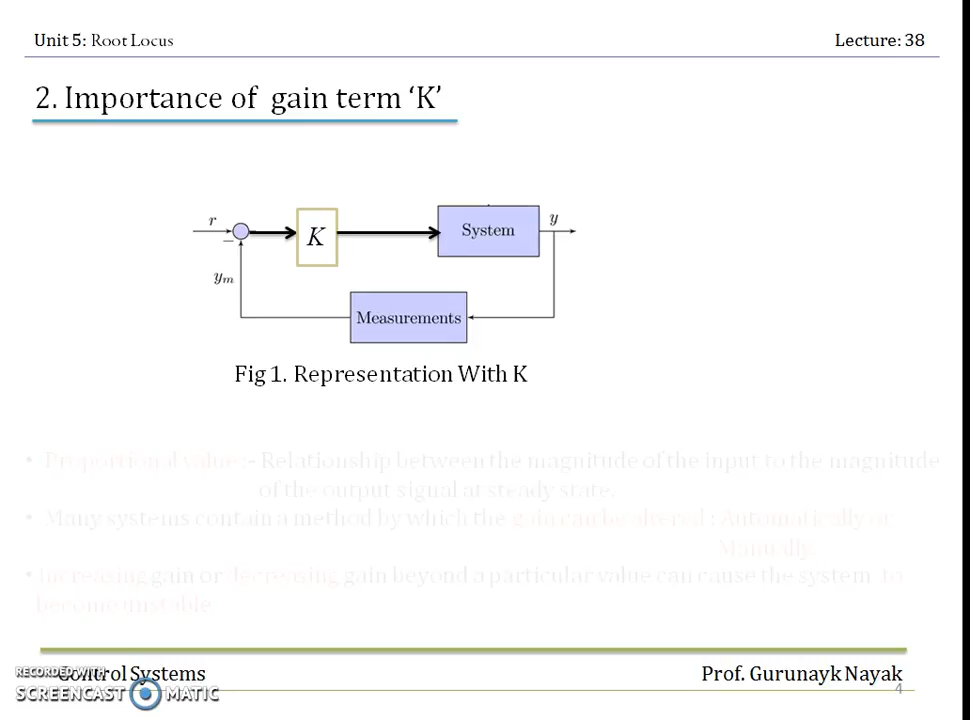 Unit 5: Root Locus
Lecture: 38
2. Importance of gain term ‘K’
r
−
K
System
y
yₘ
Measurements
Fig 1. Representation With K
• Proportional value :- Relationship between the magnitude of the input to the magnitude
of the output signal at steady state.
• Many systems contain a method by which the gain can be altered : Automatically or
Manually.
• Increasing gain or decreasing gain beyond a particular value can cause the system to
become unstable
Control Systems
Prof. Gurunayk Nayak
4
RECORDED WITH
SCREENCAST MATIC